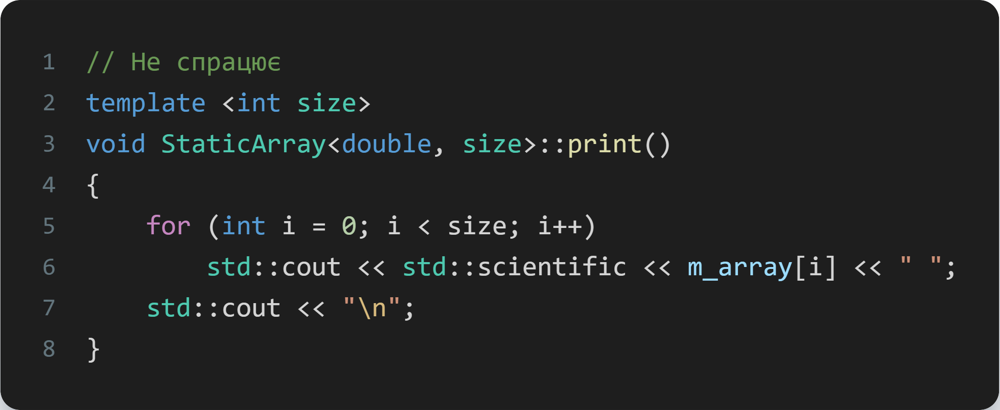 1 // Не спрацює
2 template <int size>
3 void StaticArray<double, size>::print()
4 {
5     for (int i = 0; i < size; i++)
6         std::cout << std::scientific << m_array[i] << " ";
7     std::cout << "\n";
8 }